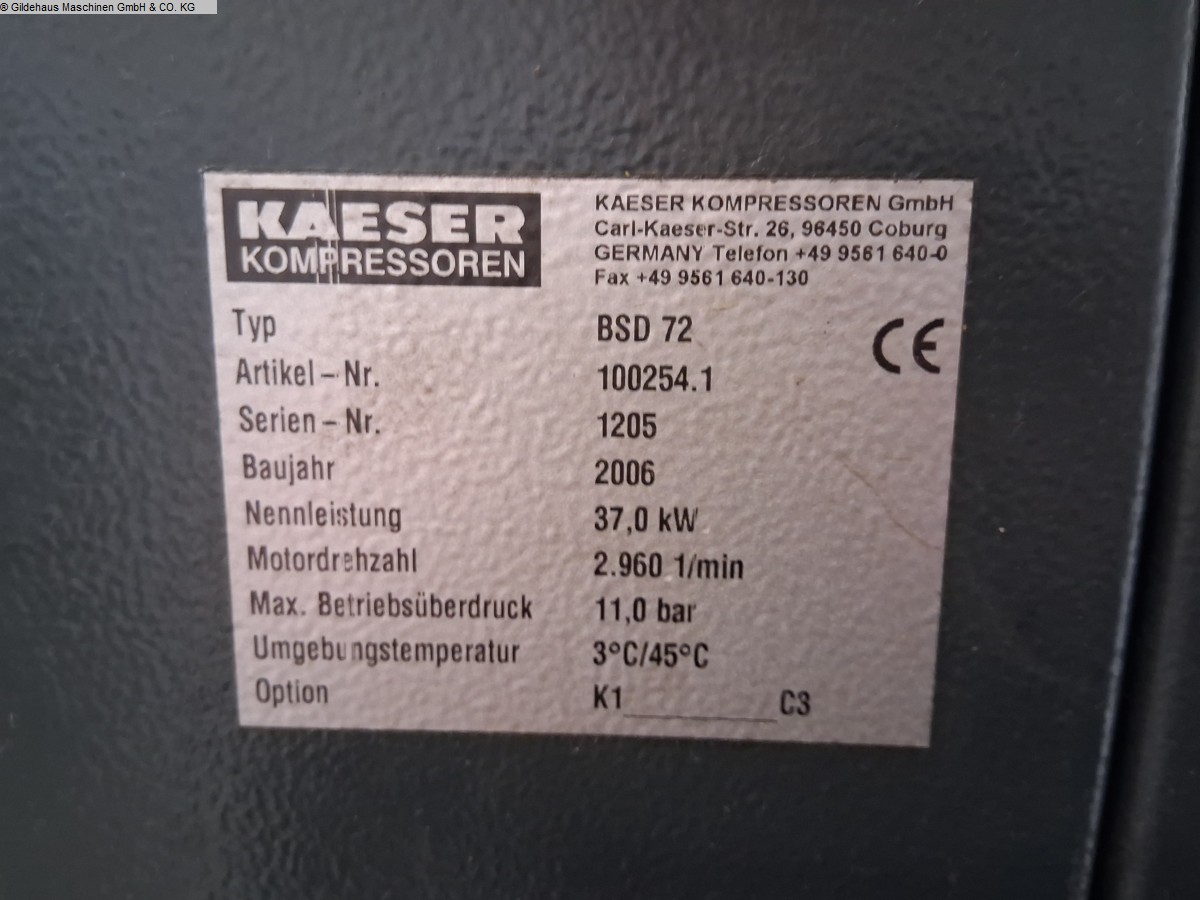 © Gildehaus Maschinen GmbH & CO. KG
KAESER
KOMPRESSOREN
KAESER KOMPRESSOREN GmbH
Carl-Kaeser-Str. 26, 96450 Coburg
GERMANY Telefon +49 9561 640-0
Fax +49 9561 640-130
Typ BSD 72
CE
Artikel-Nr. 100254.1
Serien-Nr. 1205
Baujahr 2006
Nennleistung 37,0 kW
Motordrehzahl 2.960 1/min
Max. Betriebsüberdruck 11,0 bar
Umgebungstemperatur 3°C/45°C
Option K1__________C3